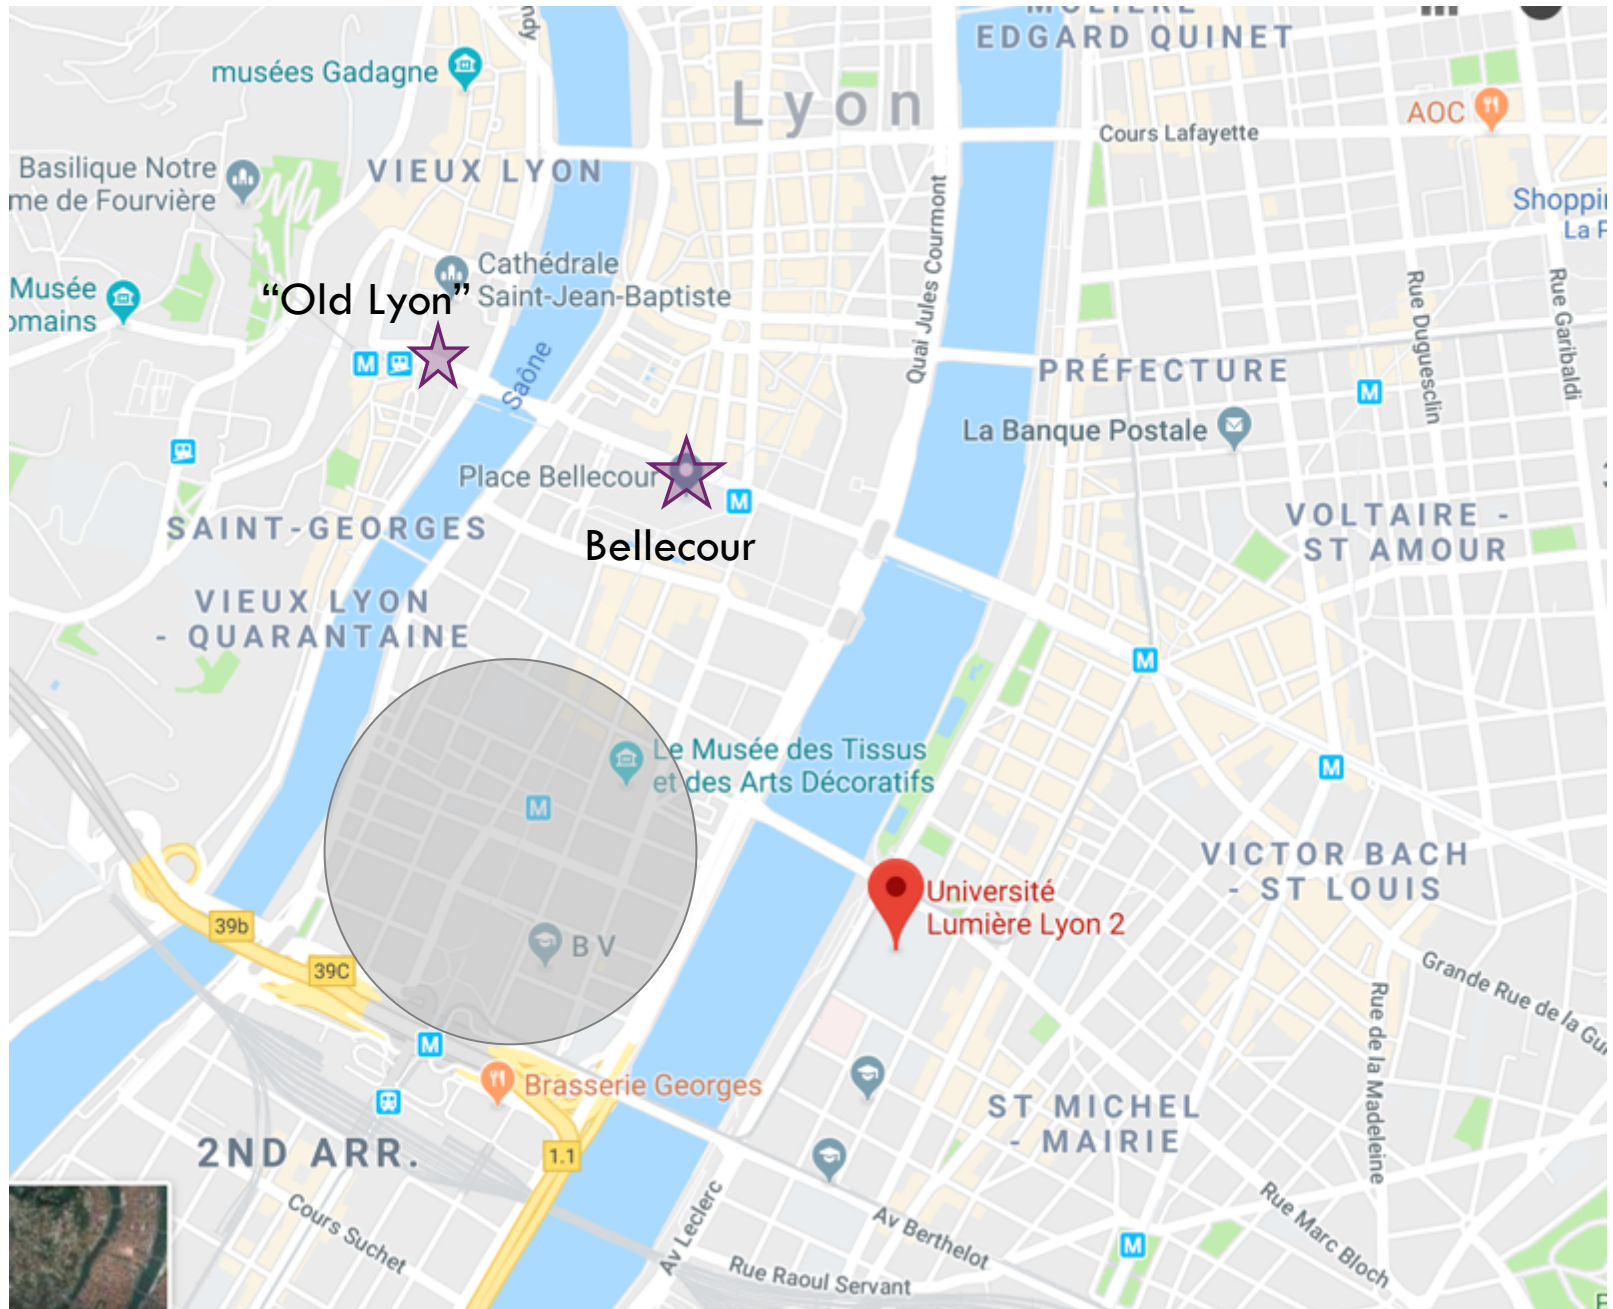 MOLIÈRE
EDGARD QUINET
musées Gadagne
Lyon
AOC
Cours Lafayette
Basilique Notre
me de Fourvière
VIEUX LYON
Quai Jules Courmont
Cathédrale
Saint-Jean-Baptiste
Musée
omains
“Old Lyon”
Saône
Rue Duguesclin
Rue Garibaldi
PRÉFECTURE
La Banque Postale
M
M
Place Bellecour
M
Bellecour
SAINT-GEORGES
VOLTAIRE -
ST AMOUR
VIEUX LYON
- QUARANTAINE
M
Le Musée des Tissus
et des Arts Décoratifs
M
M
VICTOR BACH
- ST LOUIS
Université
Lumière Lyon 2
39b
B V
39C
Grande Rue de la
Rue de la Madeleine
M
Brasserie Georges
ST MICHEL
- MAIRIE
2ND ARR.
1.1
Cours Suchet
Av Leclerc
Av Berthelot
Rue Marc Bloch
M
Rue Raoul Servant